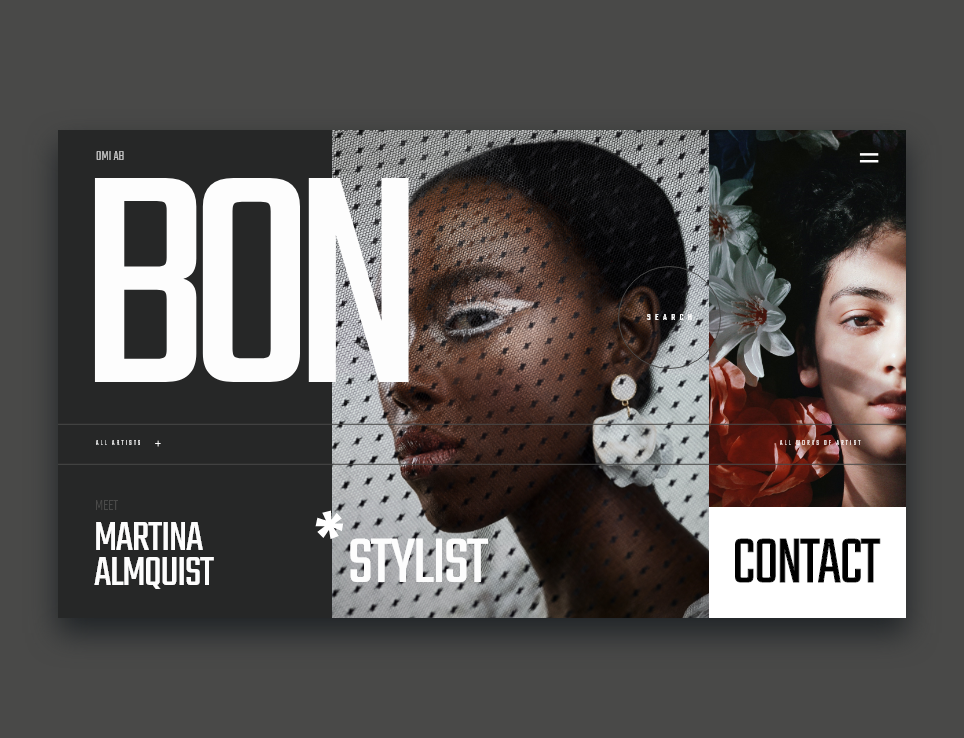 OMI AB
BON
SEARCH
ALL ARTISTS +
ALL WORKS OF ARTIST
MEET
MARTINA
ALMQUIST
* STYLIST
CONTACT